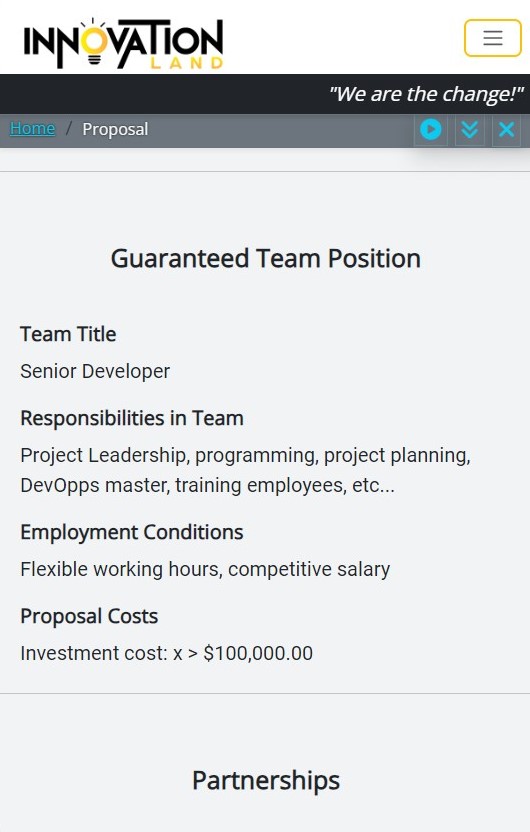 INNOVATION
LAND
"We are the change!"
Home / Proposal
Guaranteed Team Position
Team Title
Senior Developer
Responsibilities in Team
Project Leadership, programming, project planning,
DevOpps master, training employees, etc...
Employment Conditions
Flexible working hours, competitive salary
Proposal Costs
Investment cost: x > $100,000.00
Partnerships